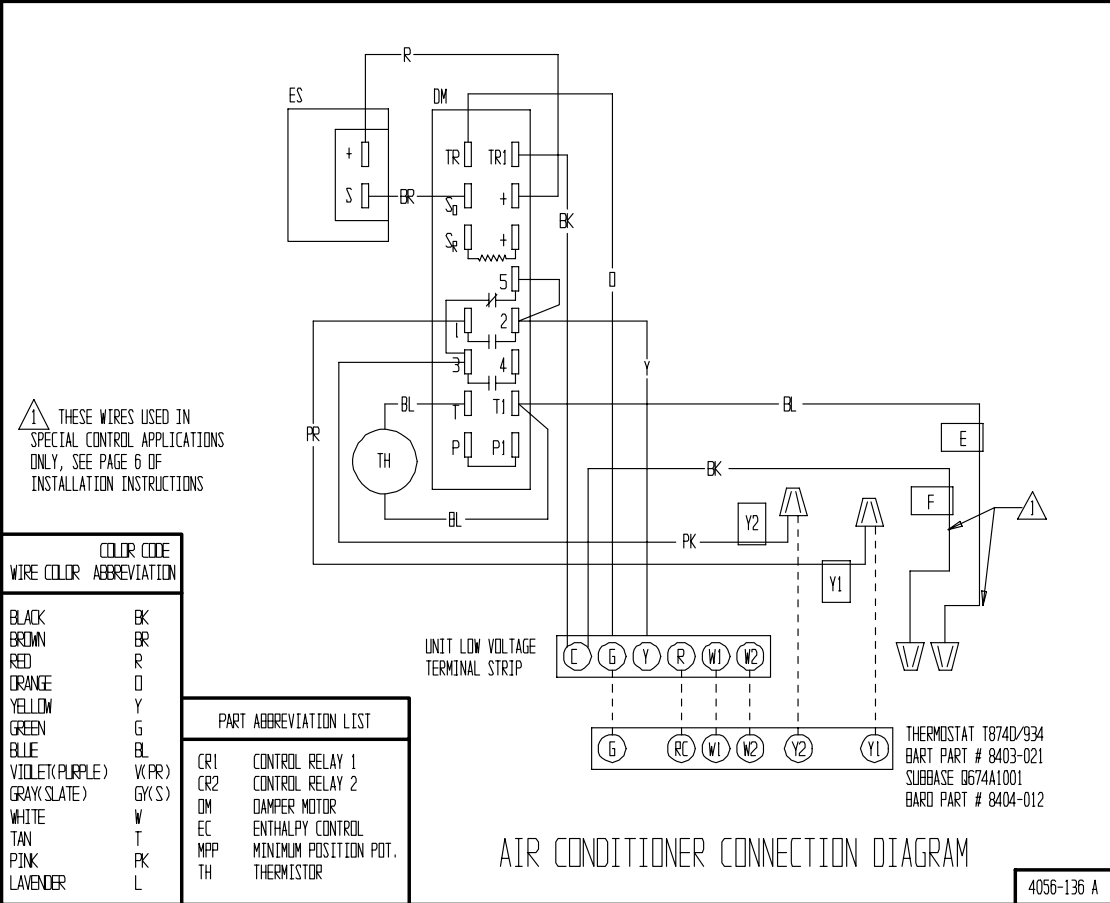 R
ES
DM
+
TR
TR1
S
BR
SO
+
BK
SR
+
O
5
1
2
3
4
Y
BL
T
T1
BL
PR
TH
P
P1
E
BK
F
1
BL
Y2
PK
Y1
1 THESE WIRES USED IN
SPECIAL CONTROL APPLICATIONS
ONLY, SEE PAGE 6 OF
INSTALLATION INSTRUCTIONS
COLOR CODE
WIRE COLOR ABBREVIATION
BLACK BK
BROWN BR
RED R
ORANGE O
YELLOW Y
GREEN G
BLUE BL
VIOLET(PURPLE) V(PR)
GRAY(SLATE) GY(S)
WHITE W
TAN T
PINK PK
LAVENDER L
PART ABBREVIATION LIST
CR1 CONTROL RELAY 1
CR2 CONTROL RELAY 2
DM DAMPER MOTOR
EC ENTHALPY CONTROL
MPP MINIMUM POSITION POT.
TH THERMISTOR
UNIT LOW VOLTAGE
TERMINAL STRIP
C G Y R W1 W2
G RC W1 W2 Y2 Y1
THERMOSTAT T874D/934
BART PART # 8403-021
SUBBASE Q674A1001
BARD PART # 8404-012
AIR CONDITIONER CONNECTION DIAGRAM
4056-136 A